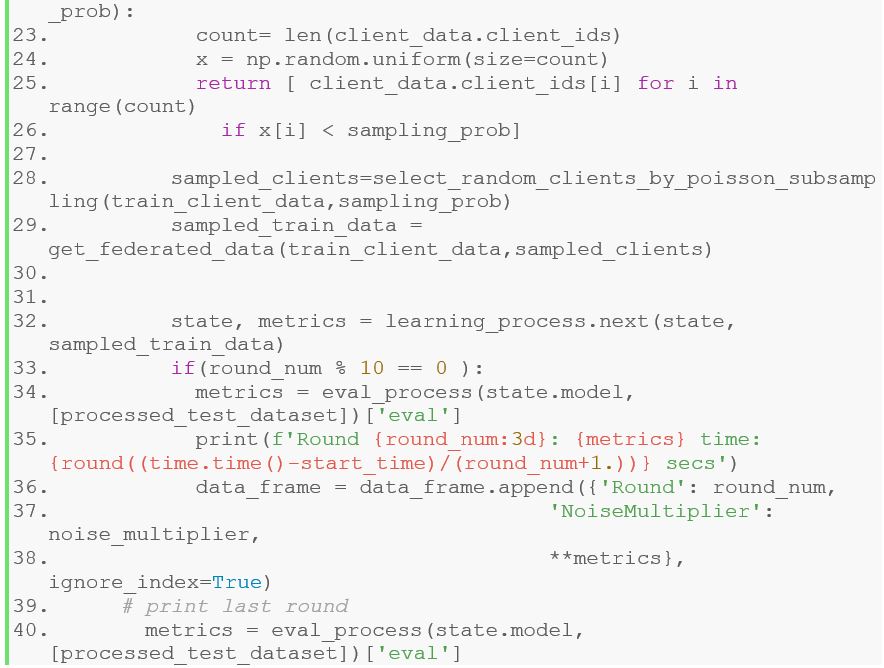 _prob):
23.            count= len(client_data.client_ids)
24.            x = np.random.uniform(size=count)
25.            return [ client_data.client_ids[i] for i in
range(count)
26.              if x[i] < sampling_prob]
27.
28.          sampled_clients=select_random_clients_by_poisson_subsamp
ling(train_client_data,sampling_prob)
29.          sampled_train_data =
get_federated_data(train_client_data,sampled_clients)
30.
31.
32.          state, metrics = learning_process.next(state,
sampled_train_data)
33.          if(round_num % 10 == 0 ):
34.            metrics = eval_process(state.model,
[processed_test_dataset])['eval']
35.            print(f'Round {round_num:3d}: {metrics} time:
{round((time.time()-start_time)/(round_num+1.))} secs')
36.            data_frame = data_frame.append({'Round': round_num,
37.                                            'NoiseMultiplier':
noise_multiplier,
38.                                            **metrics},
ignore_index=True)
39.      # print last round
40.        metrics = eval_process(state.model,
[processed_test_dataset])['eval']